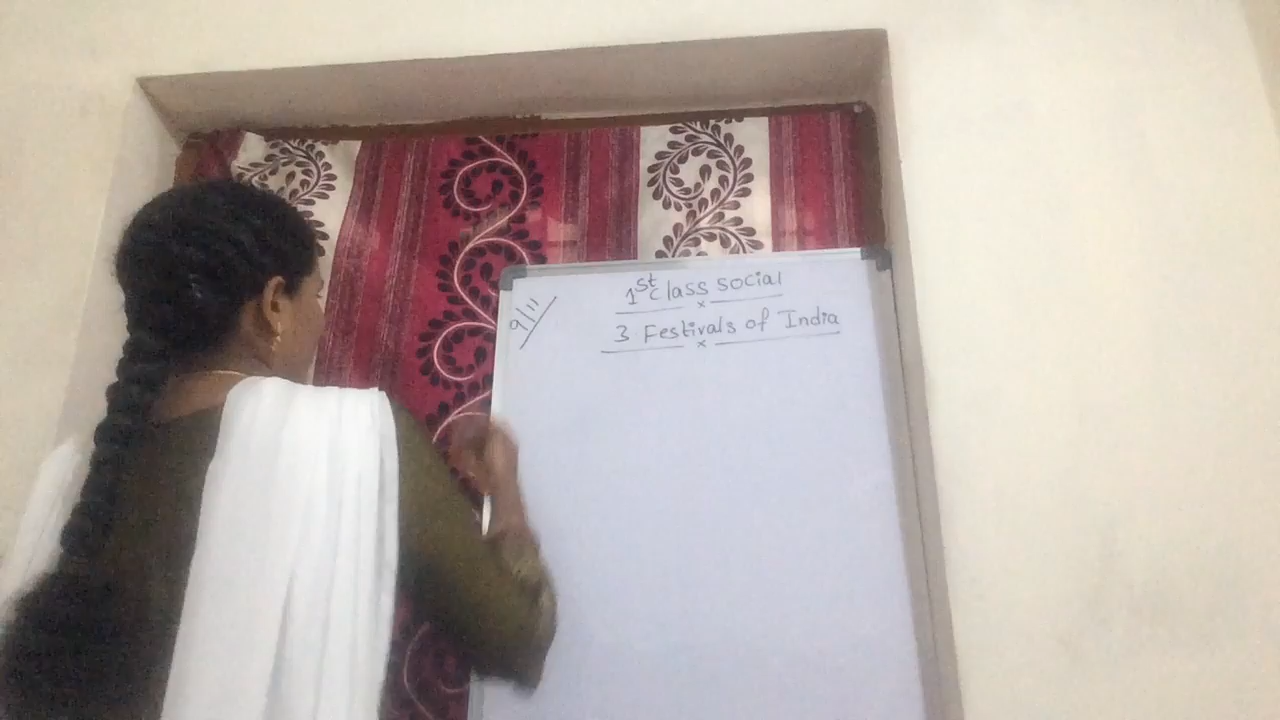 9/11
1st class social
x
3 Festivals of India
x